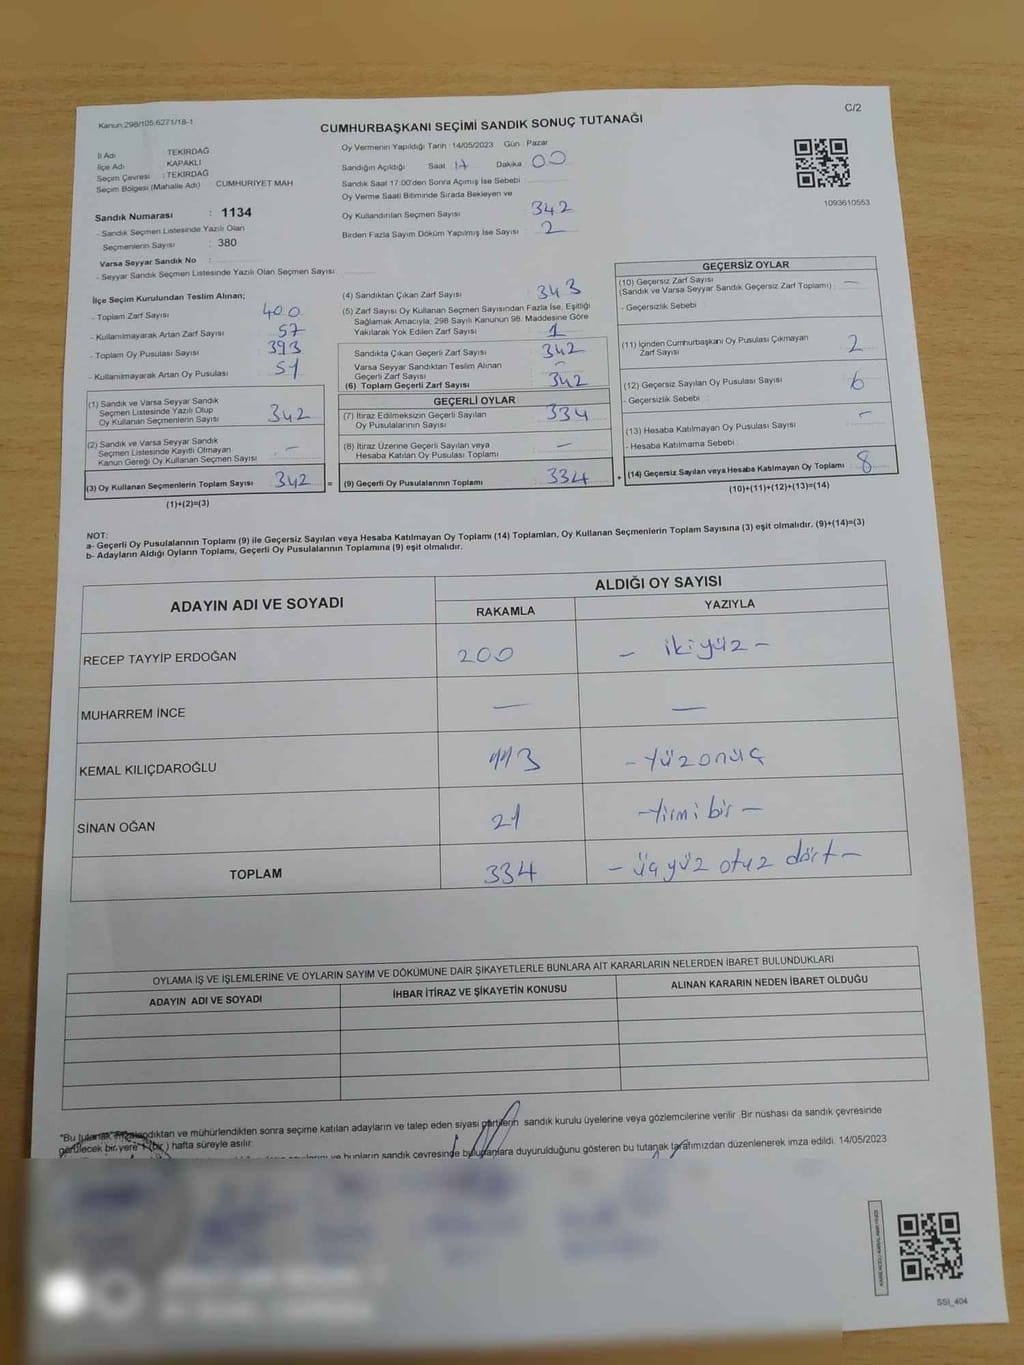 Kanun:298/105.6271/18-1
C/2
CUMHURBAŞKANI SEÇİMİ SANDIK SONUÇ TUTANAĞI
İl Adı TEKİRDAĞ
İlçe Adı KAPAKLI
Seçim Çevresi : TEKİRDAĞ
Seçim Bölgesi (Mahalle Adı) CUMHURİYET MAH
Sandık Numarası : 1134
- Sandık Seçmen Listesinde Yazılı Olan
Seçmenlerin Sayısı : 380
Varsa Seyyar Sandık No :
- Seyyar Sandık Seçmen Listesinde Yazılı Olan Seçmen Sayısı :
Oy Vermenin Yapıldığı Tarih : 14/05/2023 Gün : Pazar
Sandığın Açıldığı Saat : 17 Dakika : 00
Sandık Saat 17:00'den Sonra Açımış İse Sebebi :
Oy Verme Saati Bitiminde Sırada Bekleyen ve
Oy Kullandırılan Seçmen Sayısı : 342
Birden Fazla Sayım Döküm Yapılmış İse Sayısı : 2
1093610553
İlçe Seçim Kurulundan Teslim Alınan;
- Toplam Zarf Sayısı : 400
- Kullanılmayarak Artan Zarf Sayısı : 57
- Toplam Oy Pusulası Sayısı : 393
- Kullanılmayarak Artan Oy Pusulası : 51
(1) Sandık ve Varsa Seyyar Sandık
Seçmen Listesinde Yazılı Olup
Oy Kullanan Seçmenlerin Sayısı : 342
(2) Sandık ve Varsa Seyyar Sandık
Seçmen Listesinde Kayıtlı Olmayan
Kanun Gereği Oy Kullanan Seçmen Sayısı : -
(3) Oy Kullanan Seçmenlerin Toplam Sayısı : 342 =
(1)+(2)=(3)
(4) Sandıktan Çıkan Zarf Sayısı : 343
(5) Zarf Sayısı Oy Kullanan Seçmen Sayısından Fazla İse, Eşitliği
Sağlamak Amacıyla, 298 Sayılı Kanunun 98. Maddesine Göre
Yakılarak Yok Edilen Zarf Sayısı : 1
Sandıkta Çıkan Geçerli Zarf Sayısı : 342
Varsa Seyyar Sandıktan Teslim Alınan
Geçerli Zarf Sayısı : -
(6) Toplam Geçerli Zarf Sayısı : 342
GEÇERLİ OYLAR
(7) İtiraz Edilmeksizin Geçerli Sayılan
Oy Pusulalarının Sayısı : 334
(8) İtiraz Üzerine Geçerli Sayılan veya
Hesaba Katılan Oy Pusulası Toplamı : -
(9) Geçerli Oy Pusulalarının Toplamı : 334 +
GEÇERSİZ OYLAR
(10) Geçersiz Zarf Sayısı
(Sandık ve Varsa Seyyar Sandık Geçersiz Zarf Toplamı) : -
- Geçersizlik Sebebi :
(11) İçinden Cumhurbaşkanı Oy Pusulası Çıkmayan
Zarf Sayısı : 2
(12) Geçersiz Sayılan Oy Pusulası Sayısı : 6
- Geçersizlik Sebebi :
(13) Hesaba Katılmayan Oy Pusulası Sayısı : -
- Hesaba Katılmama Sebebi :
(14) Geçersiz Sayılan veya Hesaba Katılmayan Oy Toplamı : 8
(10)+(11)+(12)+(13)=(14)
NOT:
a- Geçerli Oy Pusulalarının Toplamı (9) ile Geçersiz Sayılan veya Hesaba Katılmayan Oy Toplamı (14) Toplamları, Oy Kullanan Seçmenlerin Toplam Sayısına (3) eşit olmalıdır. (9)+(14)=(3)
b- Adayların Aldığı Oyların Toplamı, Geçerli Oy Pusulalarının Toplamına (9) eşit olmalıdır.
ADAYIN ADI VE SOYADI
ALDIĞI OY SAYISI
RAKAMLA YAZIYLA
RECEP TAYYİP ERDOĞAN 200 - ikiyüz -
MUHARREM İNCE - -
KEMAL KILIÇDAROĞLU 113 - Yüzonüç
SİNAN OĞAN 21 - Yirmi bir -
TOPLAM 334 - Üçyüz otuz dört -
OYLAMA İŞ VE İŞLEMLERİNE VE OYLARIN SAYIM VE DÖKÜMÜNE DAİR ŞİKAYETLERLE BUNLARA AİT KARARLARIN NELERDEN İBARET BULUNDUKLARI
ADAYIN ADI VE SOYADI İHBAR İTİRAZ VE ŞİKAYETİN KONUSU ALINAN KARARIN NEDEN İBARET OLDUĞU
"Bu tutanak imzalandıktan ve mühürlendikten sonra seçime katılan adayların ve talep eden siyasi partilerin sandık kurulu üyelerine veya gözlemcilerine verilir. Bir nüshası da sandık çevresinde
görülecek bir yere 1 (bir) hafta süreyle asılır.
ve bunların sandık çevresinde bulunanlara duyurulduğunu gösteren bu tutanak tarafımızdan düzenlenerek imza edildi. 14/05/2023
SSI_404